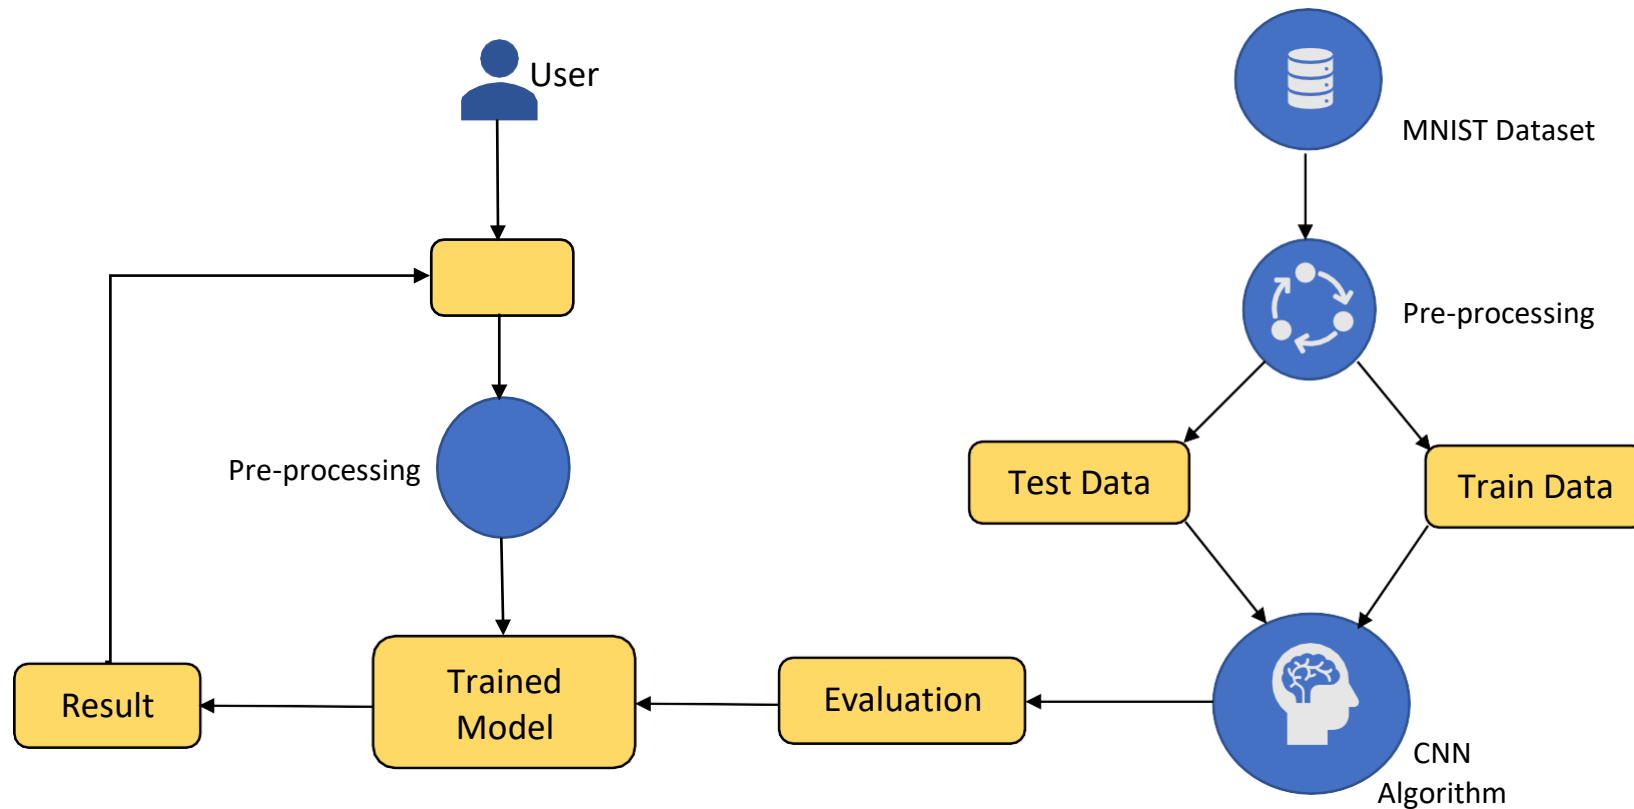 User
MNIST Dataset
Pre-processing
Pre-processing
Test Data
Train Data
Trained
Model
Evaluation
Result
CNN
Algorithm